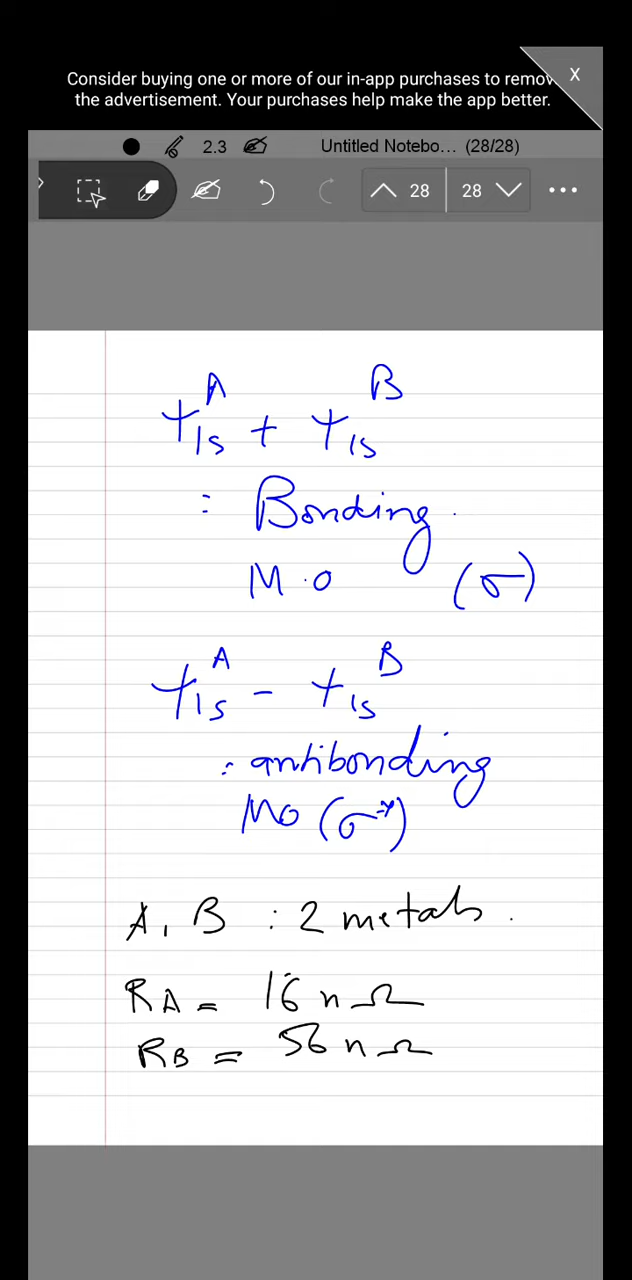 Consider buying one or more of our in-app purchases to remov
X
the advertisement. Your purchases help make the app better.
2.3 Untitled Notebo... (28/28)
28 28
ψ1s^A + ψ1s^B
= Bonding.
M.O (σ)
ψ1s^A - ψ1s^B
: antibonding
MO (σ*)
A, B : 2 metals.
RA = 16 nΩ
RB = 56 nΩ